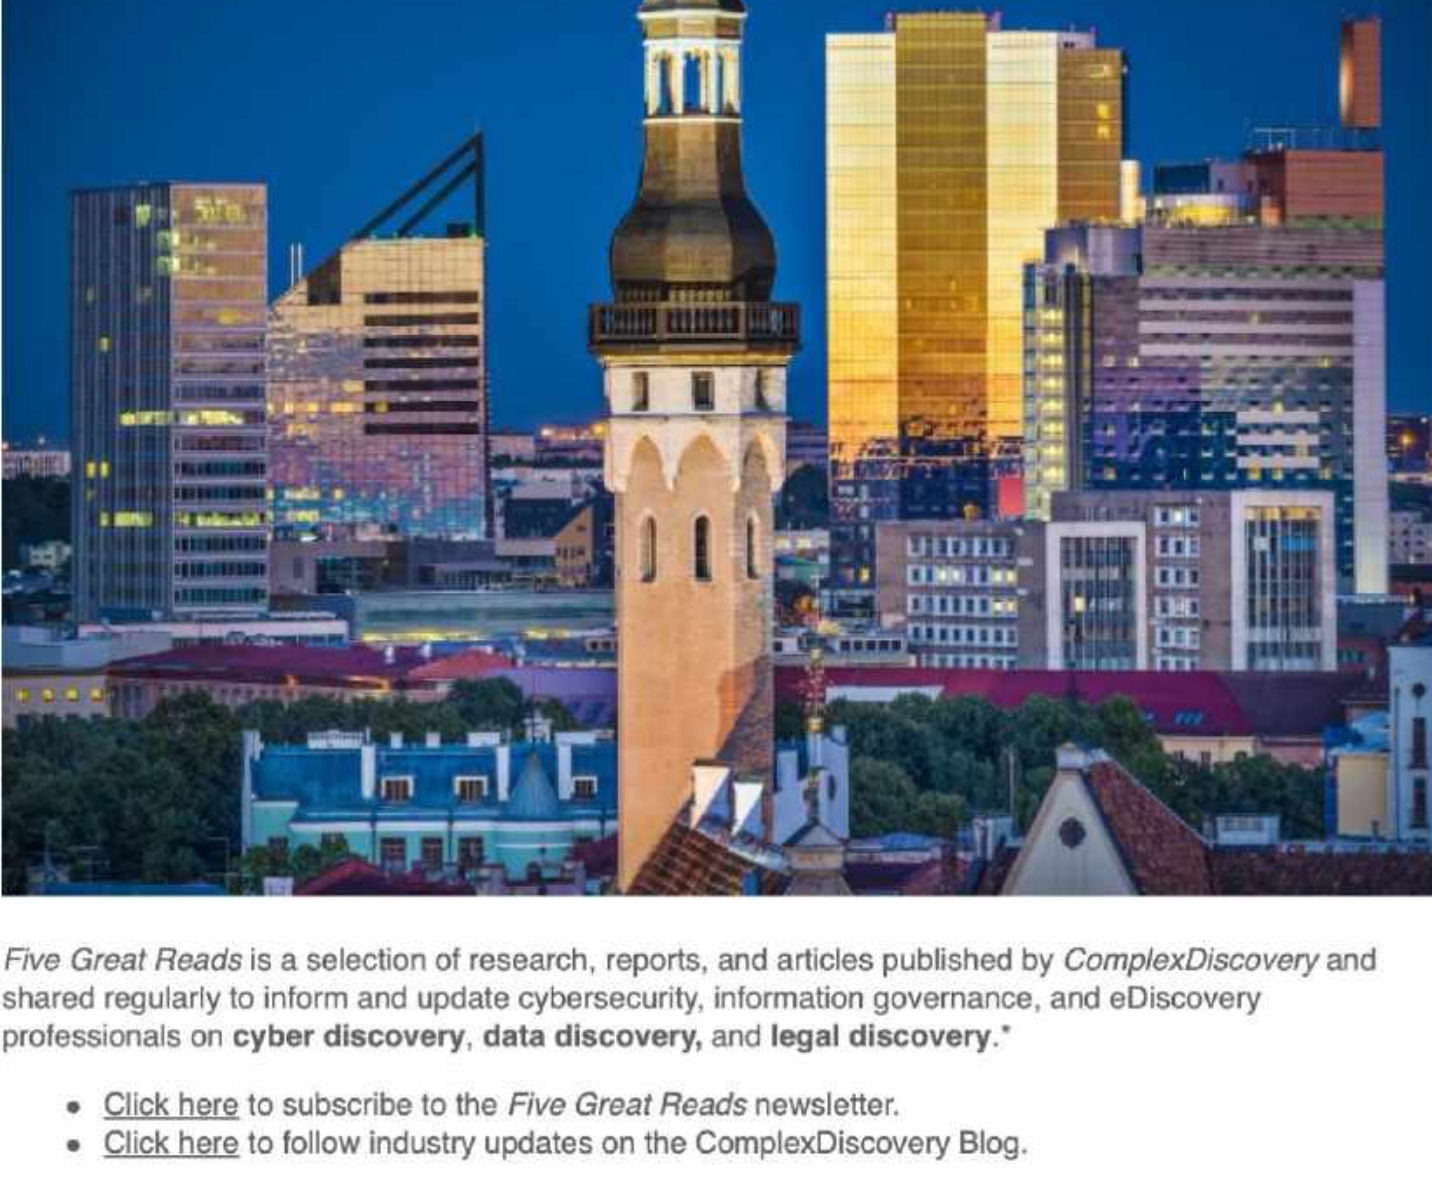 Five Great Reads is a selection of research, reports, and articles published by ComplexDiscovery and
shared regularly to inform and update cybersecurity, information governance, and eDiscovery
professionals on cyber discovery, data discovery, and legal discovery.*
• Click here to subscribe to the Five Great Reads newsletter.
• Click here to follow industry updates on the ComplexDiscovery Blog.